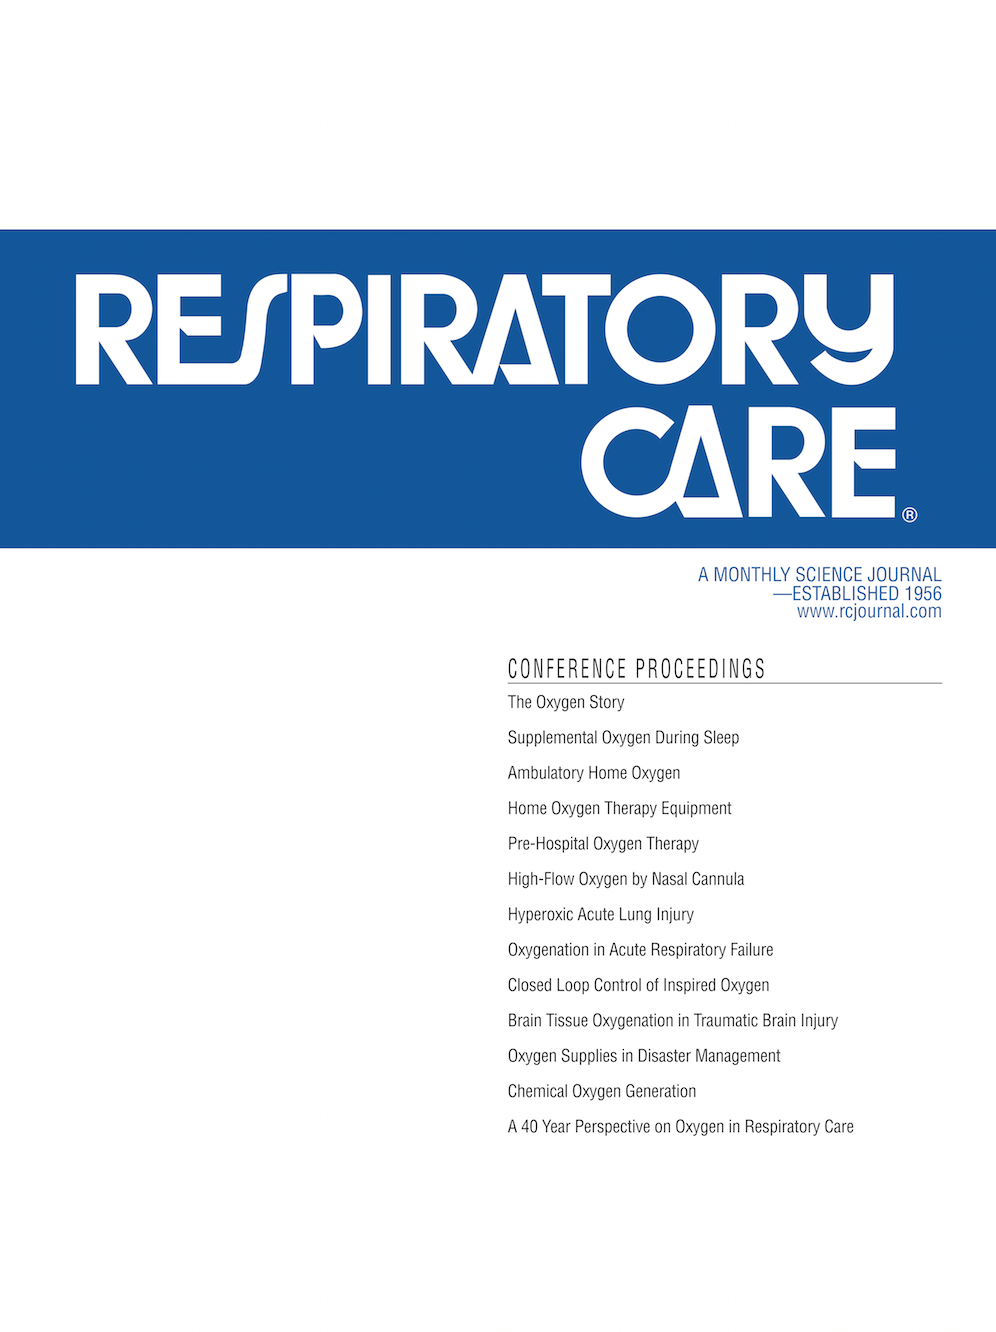 RESPIRATORY
CARE®
A MONTHLY SCIENCE JOURNAL
—ESTABLISHED 1956
www.rcjournal.com
CONFERENCE PROCEEDINGS
The Oxygen Story
Supplemental Oxygen During Sleep
Ambulatory Home Oxygen
Home Oxygen Therapy Equipment
Pre-Hospital Oxygen Therapy
High-Flow Oxygen by Nasal Cannula
Hyperoxic Acute Lung Injury
Oxygenation in Acute Respiratory Failure
Closed Loop Control of Inspired Oxygen
Brain Tissue Oxygenation in Traumatic Brain Injury
Oxygen Supplies in Disaster Management
Chemical Oxygen Generation
A 40 Year Perspective on Oxygen in Respiratory Care